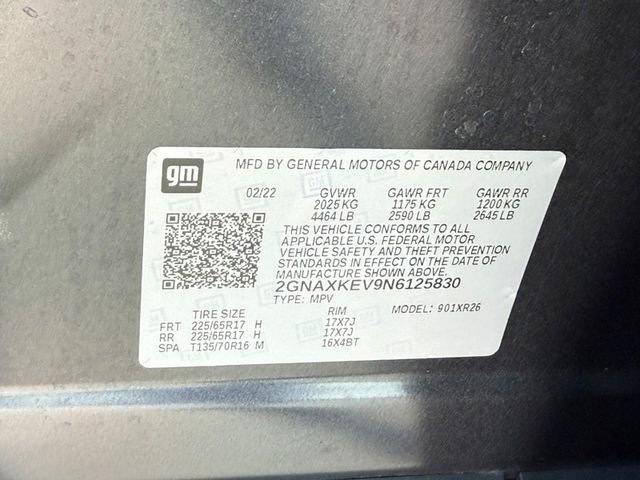 gm
MFD BY GENERAL MOTORS OF CANADA COMPANY
02/22 GVWR GAWR FRT GAWR RR
2025 KG 1175 KG 1200 KG
4464 LB 2590 LB 2645 LB
THIS VEHICLE CONFORMS TO ALL
APPLICABLE U.S. FEDERAL MOTOR
VEHICLE SAFETY AND THEFT PREVENTION
STANDARDS IN EFFECT ON THE DATE OF
MANUFACTURE SHOWN ABOVE.
2GNAXKEV9N6125830
TYPE: MPV MODEL: 901XR26
TIRE SIZE RIM
FRT 225/65R17 H 17X7J
RR 225/65R17 H 17X7J
SPA T135/70R16 M 16X4BT